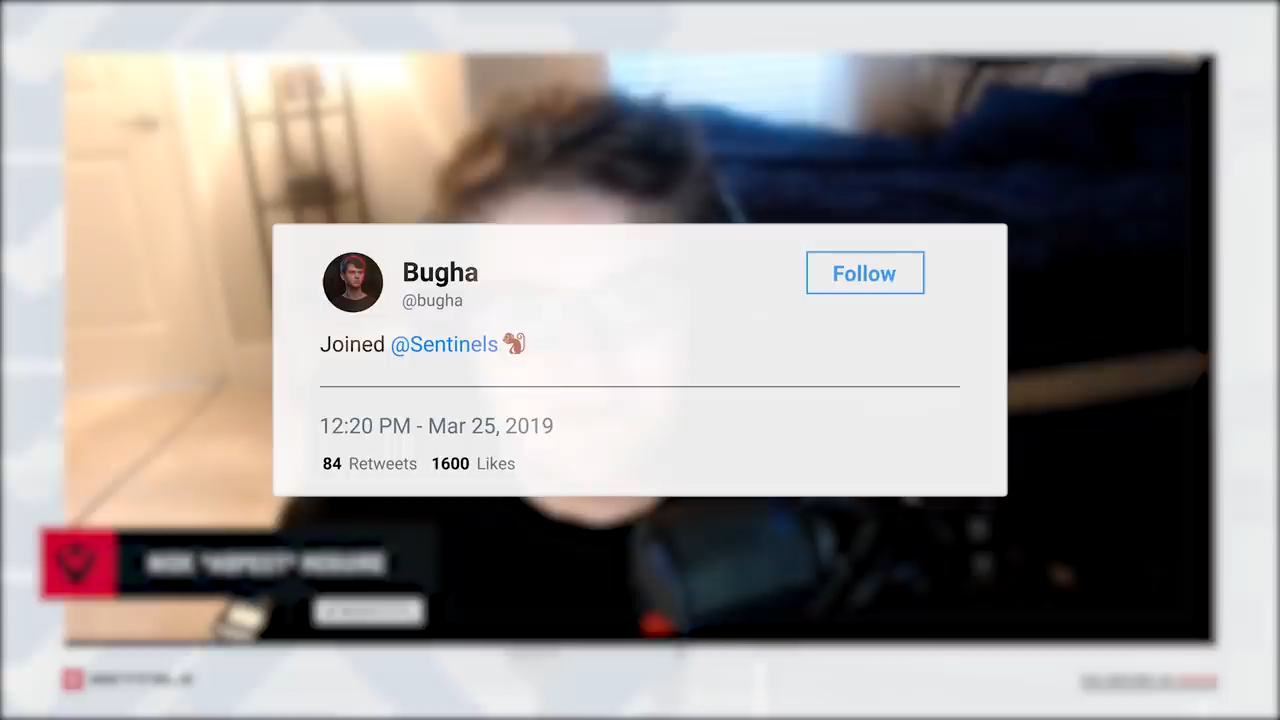 Bugha
Follow
@bugha
Joined @Sentinels 🐿️
12:20 PM - Mar 25, 2019
84 Retweets 1600 Likes